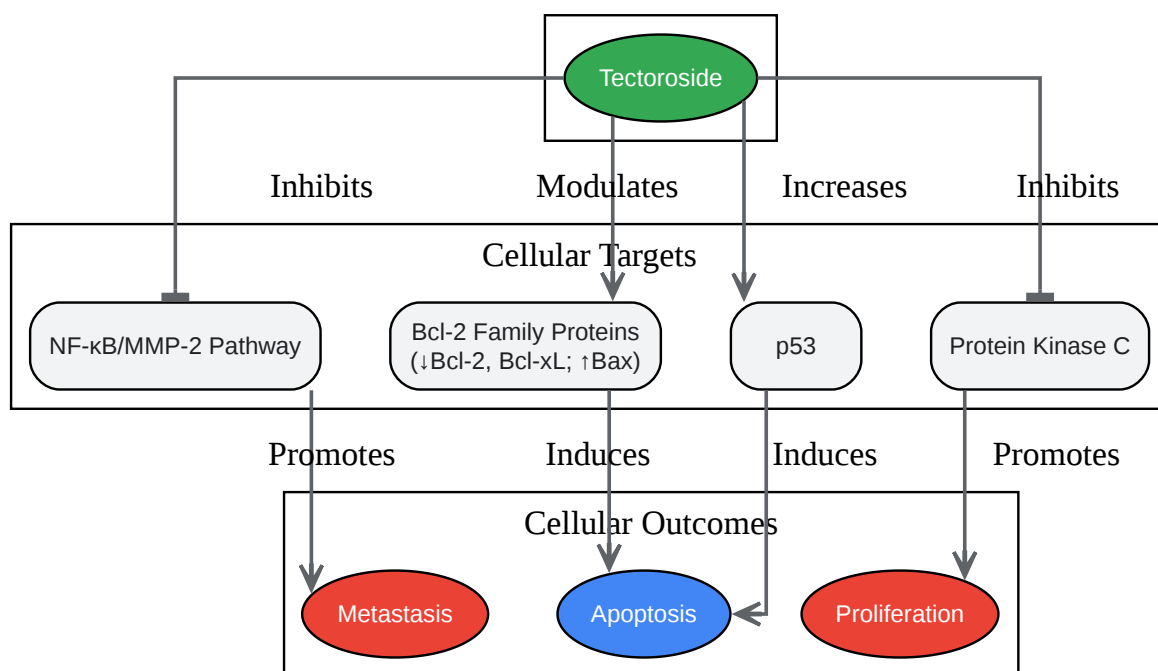 Tectoroside
Inhibits
Modulates
Increases
Inhibits
Cellular Targets
NF-κB/MMP-2 Pathway
Bcl-2 Family Proteins
(↓Bcl-2, Bcl-xL; ↑Bax)
p53
Protein Kinase C
Promotes
Induces
Induces
Promotes
Cellular Outcomes
Metastasis
Apoptosis
Proliferation